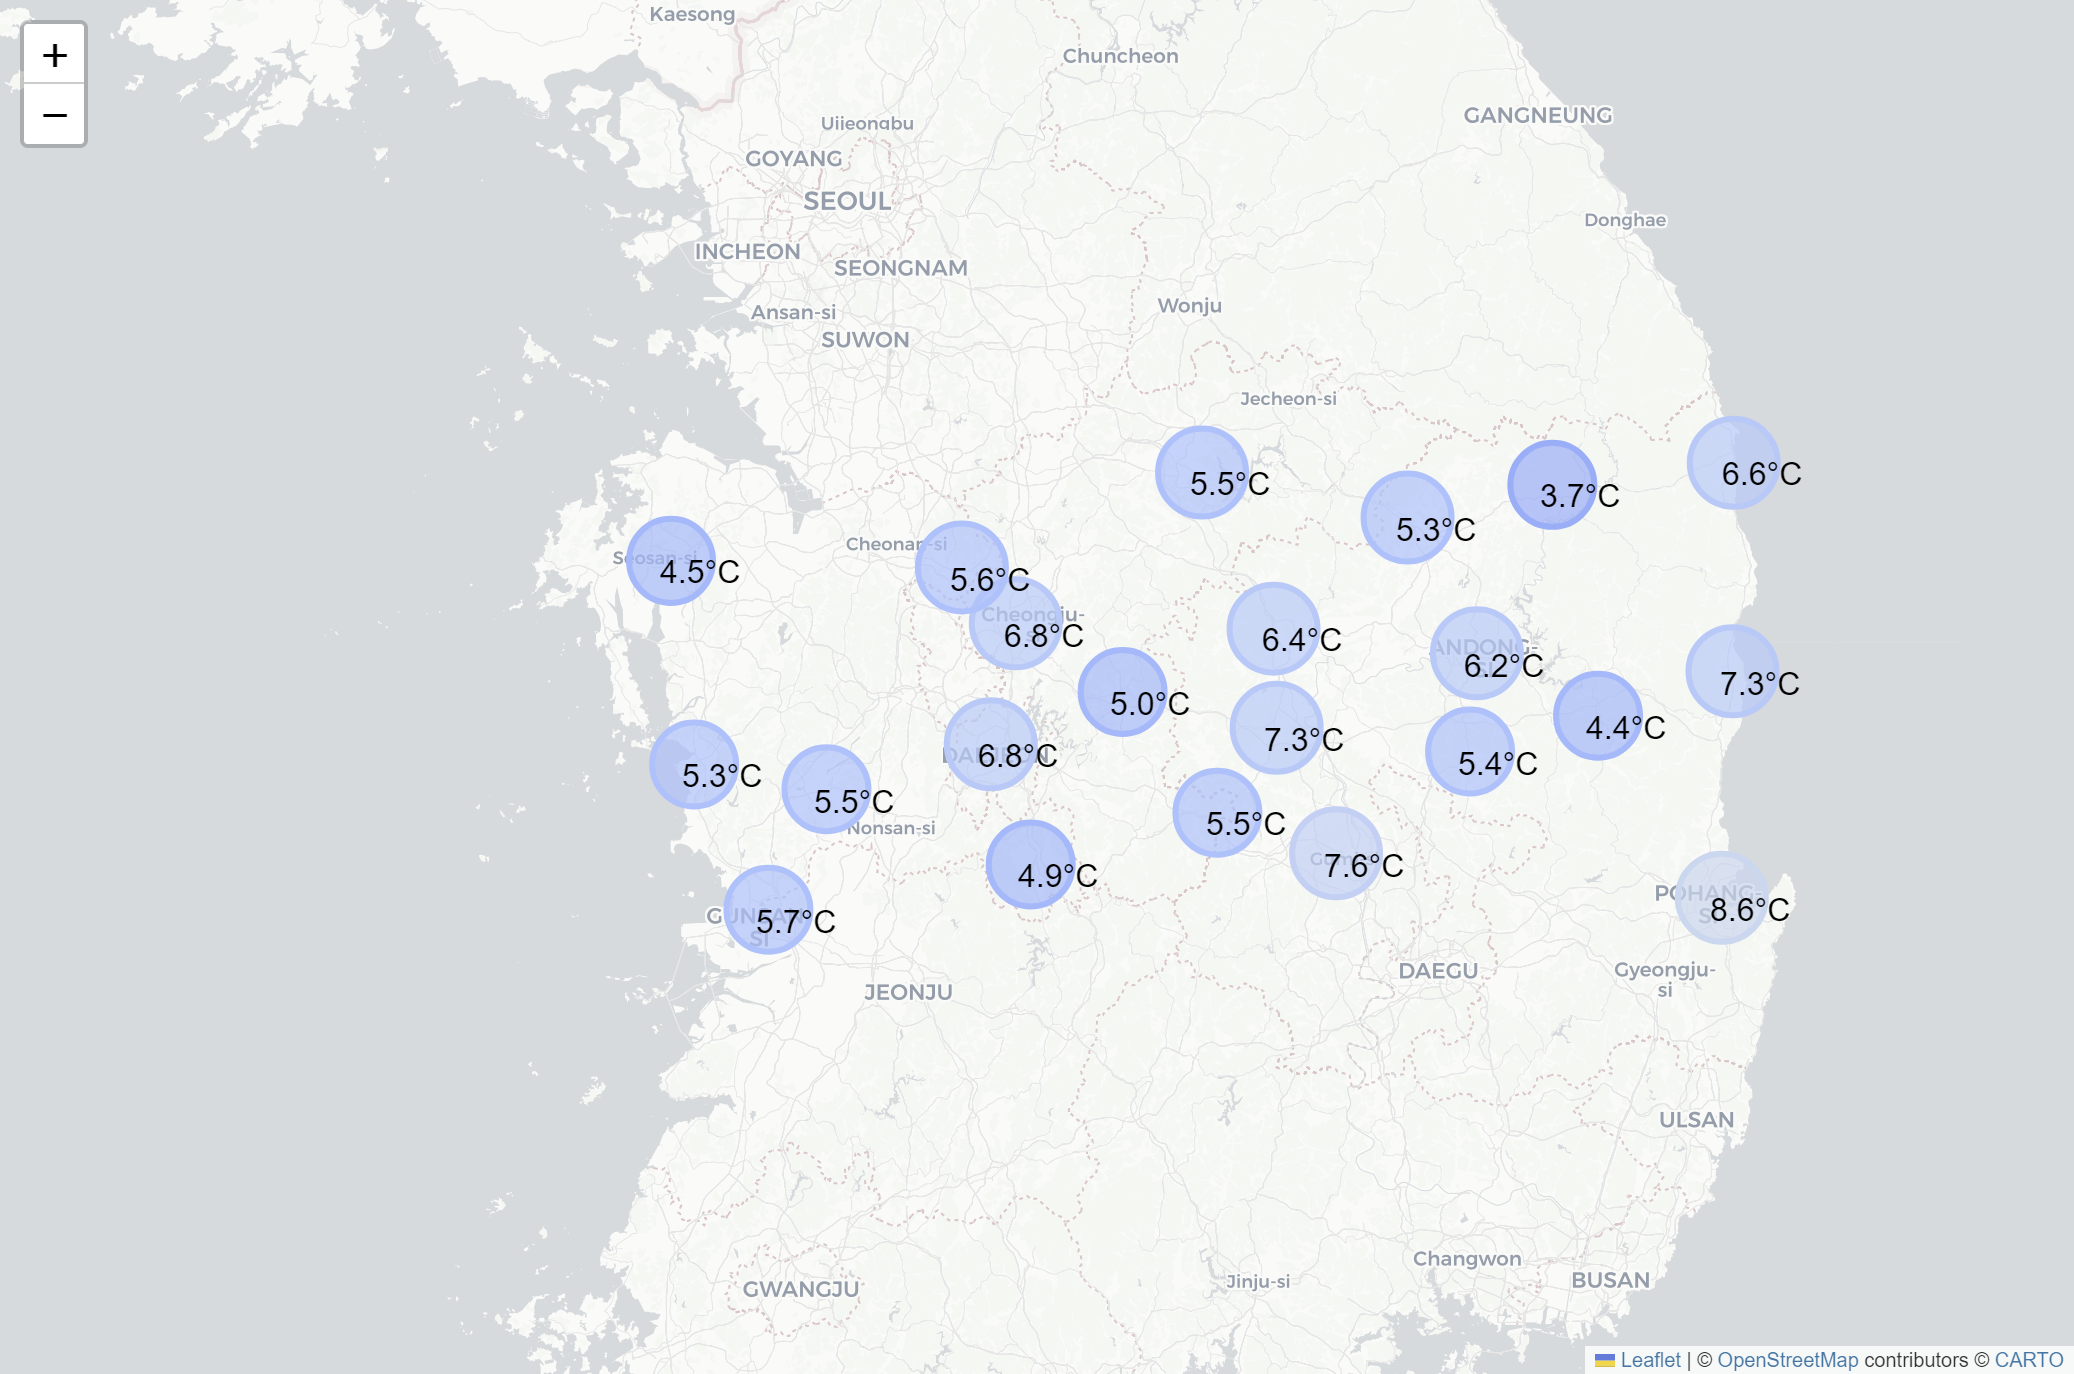 +
−
Kaesong
Chuncheon
GANGNEUNG
Uijeongbu
GOYANG
SEOUL
Donghae
INCHEON
SEONGNAM
Wonju
Ansan-si
SUWON
Jecheon-si
5.5°C
6.6°C
3.7°C
5.3°C
Cheonan-si
Seosan-si
4.5°C
5.6°C
Cheongju-
6.8°C
6.4°C
ANDONG-
6.2°C
7.3°C
5.0°C
4.4°C
7.3°C
DAEJEON
6.8°C
5.4°C
5.3°C
5.5°C
Nonsan-si
5.5°C
Gumi
7.6°C
4.9°C
POHANG-
SI
8.6°C
GUNSAN-
SI
5.7°C
DAEGU
Gyeongju-
si
JEONJU
ULSAN
Changwon
BUSAN
Jinju-si
GWANGJU
Leaflet | © OpenStreetMap contributors © CARTO